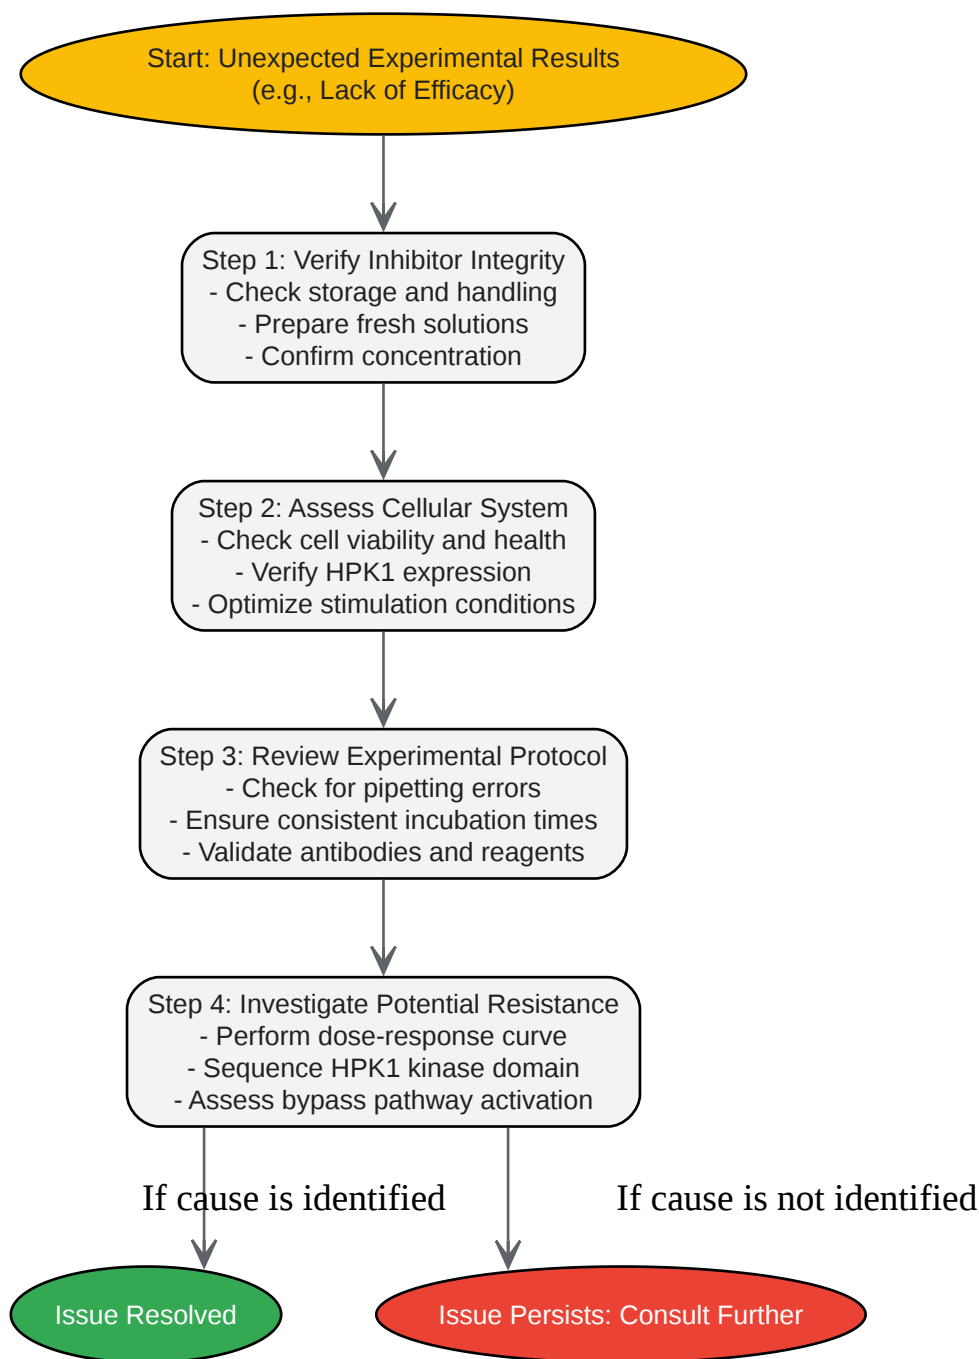 Start: Unexpected Experimental Results
(e.g., Lack of Efficacy)
Step 1: Verify Inhibitor Integrity
- Check storage and handling
- Prepare fresh solutions
- Confirm concentration
Step 2: Assess Cellular System
- Check cell viability and health
- Verify HPK1 expression
- Optimize stimulation conditions
Step 3: Review Experimental Protocol
- Check for pipetting errors
- Ensure consistent incubation times
- Validate antibodies and reagents
Step 4: Investigate Potential Resistance
- Perform dose-response curve
- Sequence HPK1 kinase domain
- Assess bypass pathway activation
If cause is identified
If cause is not identified
Issue Resolved
Issue Persists: Consult Further